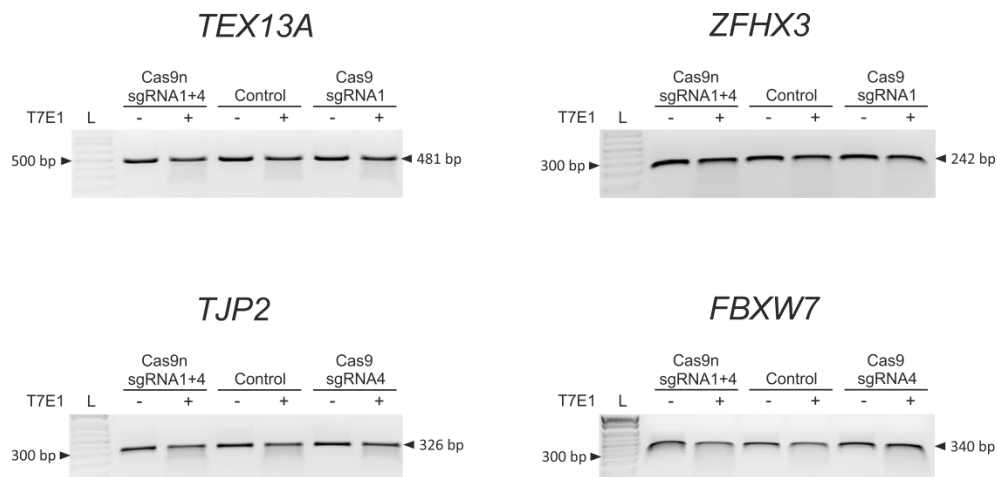 TEX13A
Cas9n
sgRNA1+4 Control Cas9
sgRNA1
T7E1 L - + - + - +
500 bp 481 bp
ZFHX3
Cas9n
sgRNA1+4 Control Cas9
sgRNA1
T7E1 L - + - + - +
300 bp 242 bp
TJP2
Cas9n
sgRNA1+4 Control Cas9
sgRNA4
T7E1 L - + - + - +
300 bp 326 bp
FBXW7
Cas9n
sgRNA1+4 Control Cas9
sgRNA4
T7E1 L - + - + - +
300 bp 340 bp